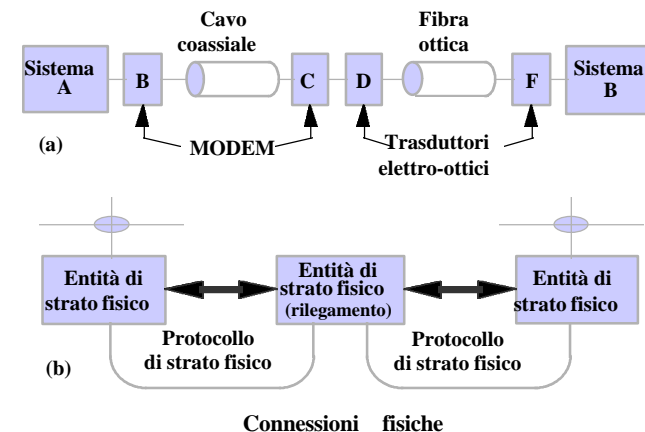 Cavo
coassiale
Fibra
ottica
Sistema
A
B
C
D
F
Sistema
B
(a)
MODEM
Trasduttori
elettro-ottici
Entità di
strato fisico
Entità di
strato fisico
(rilegamento)
Entità di
strato fisico
Protocollo
di strato fisico
Protocollo
di strato fisico
(b)
Connessioni fisiche